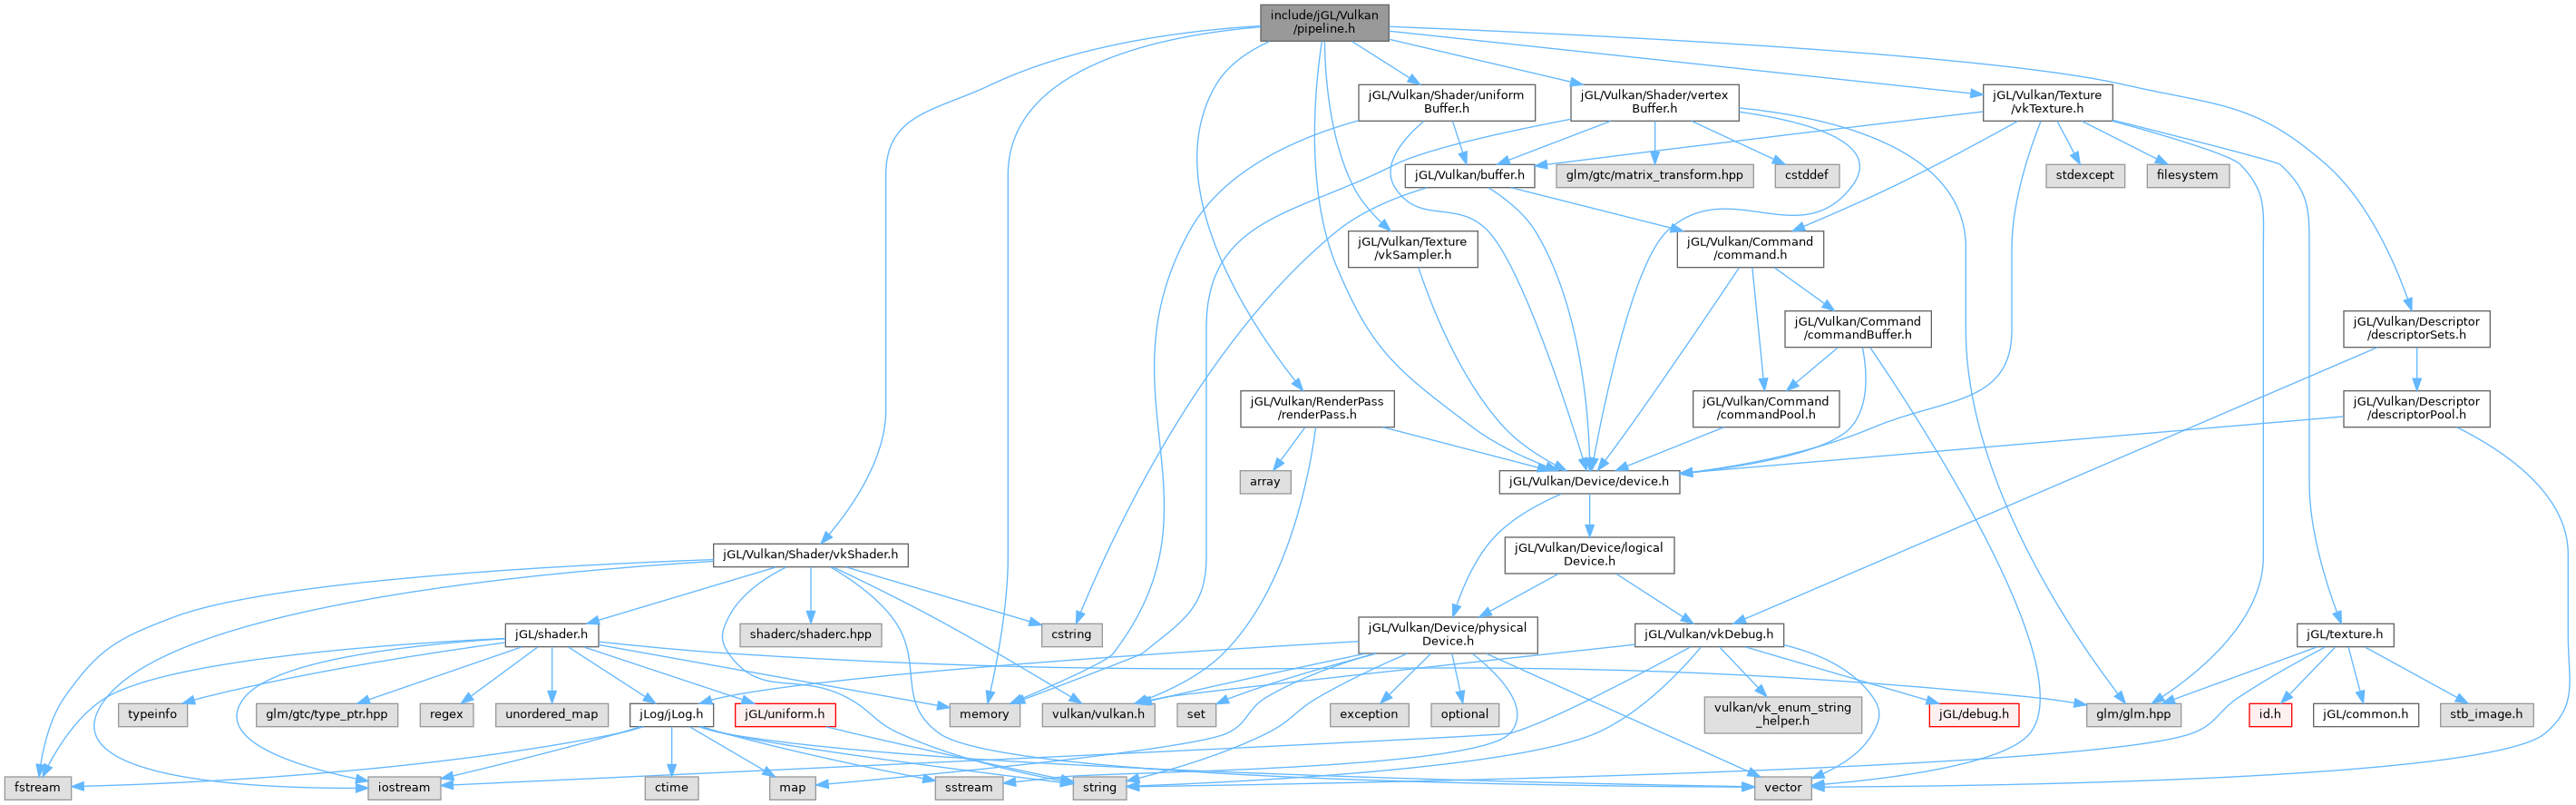 include/jGL/Vulkan
/pipeline.h
jGL/Vulkan/Shader/uniform
Buffer.h
jGL/Vulkan/Shader/vertex
Buffer.h
jGL/Vulkan/Texture
/vkTexture.h
jGL/Vulkan/buffer.h
glm/gtc/matrix_transform.hpp
cstddef
stdexcept
filesystem
jGL/Vulkan/Texture
/vkSampler.h
jGL/Vulkan/Command
/command.h
jGL/Vulkan/Command
/commandBuffer.h
jGL/Vulkan/Descriptor
/descriptorSets.h
jGL/Vulkan/RenderPass
/renderPass.h
jGL/Vulkan/Command
/commandPool.h
jGL/Vulkan/Descriptor
/descriptorPool.h
array
jGL/Vulkan/Device/device.h
jGL/Vulkan/Shader/vkShader.h
jGL/Vulkan/Device/logical
Device.h
jGL/shader.h
shaderc/shaderc.hpp
cstring
jGL/Vulkan/Device/physical
Device.h
jGL/Vulkan/vkDebug.h
jGL/texture.h
typeinfo
glm/gtc/type_ptr.hpp
regex
unordered_map
jLog/jLog.h
jGL/uniform.h
memory
vulkan/vulkan.h
set
exception
optional
vulkan/vk_enum_string
_helper.h
jGL/debug.h
glm/glm.hpp
id.h
jGL/common.h
stb_image.h
fstream
iostream
ctime
map
sstream
string
vector